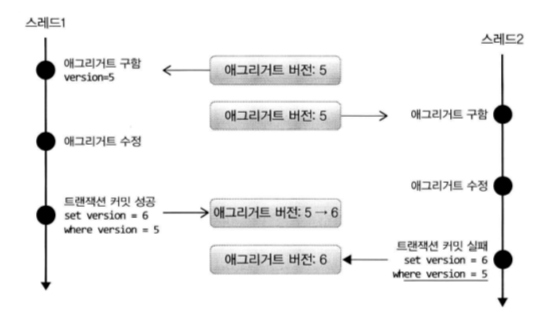 스레드1
스레드2
애그리거트 구함
version=5
애그리거트 버전: 5
애그리거트 버전: 5
애그리거트 구함
애그리거트 수정
애그리거트 수정
트랜잭션 커밋 성공
set version = 6
where version = 5
애그리거트 버전: 5 → 6
애그리거트 버전: 6
트랜잭션 커밋 실패
set version = 6
where version = 5